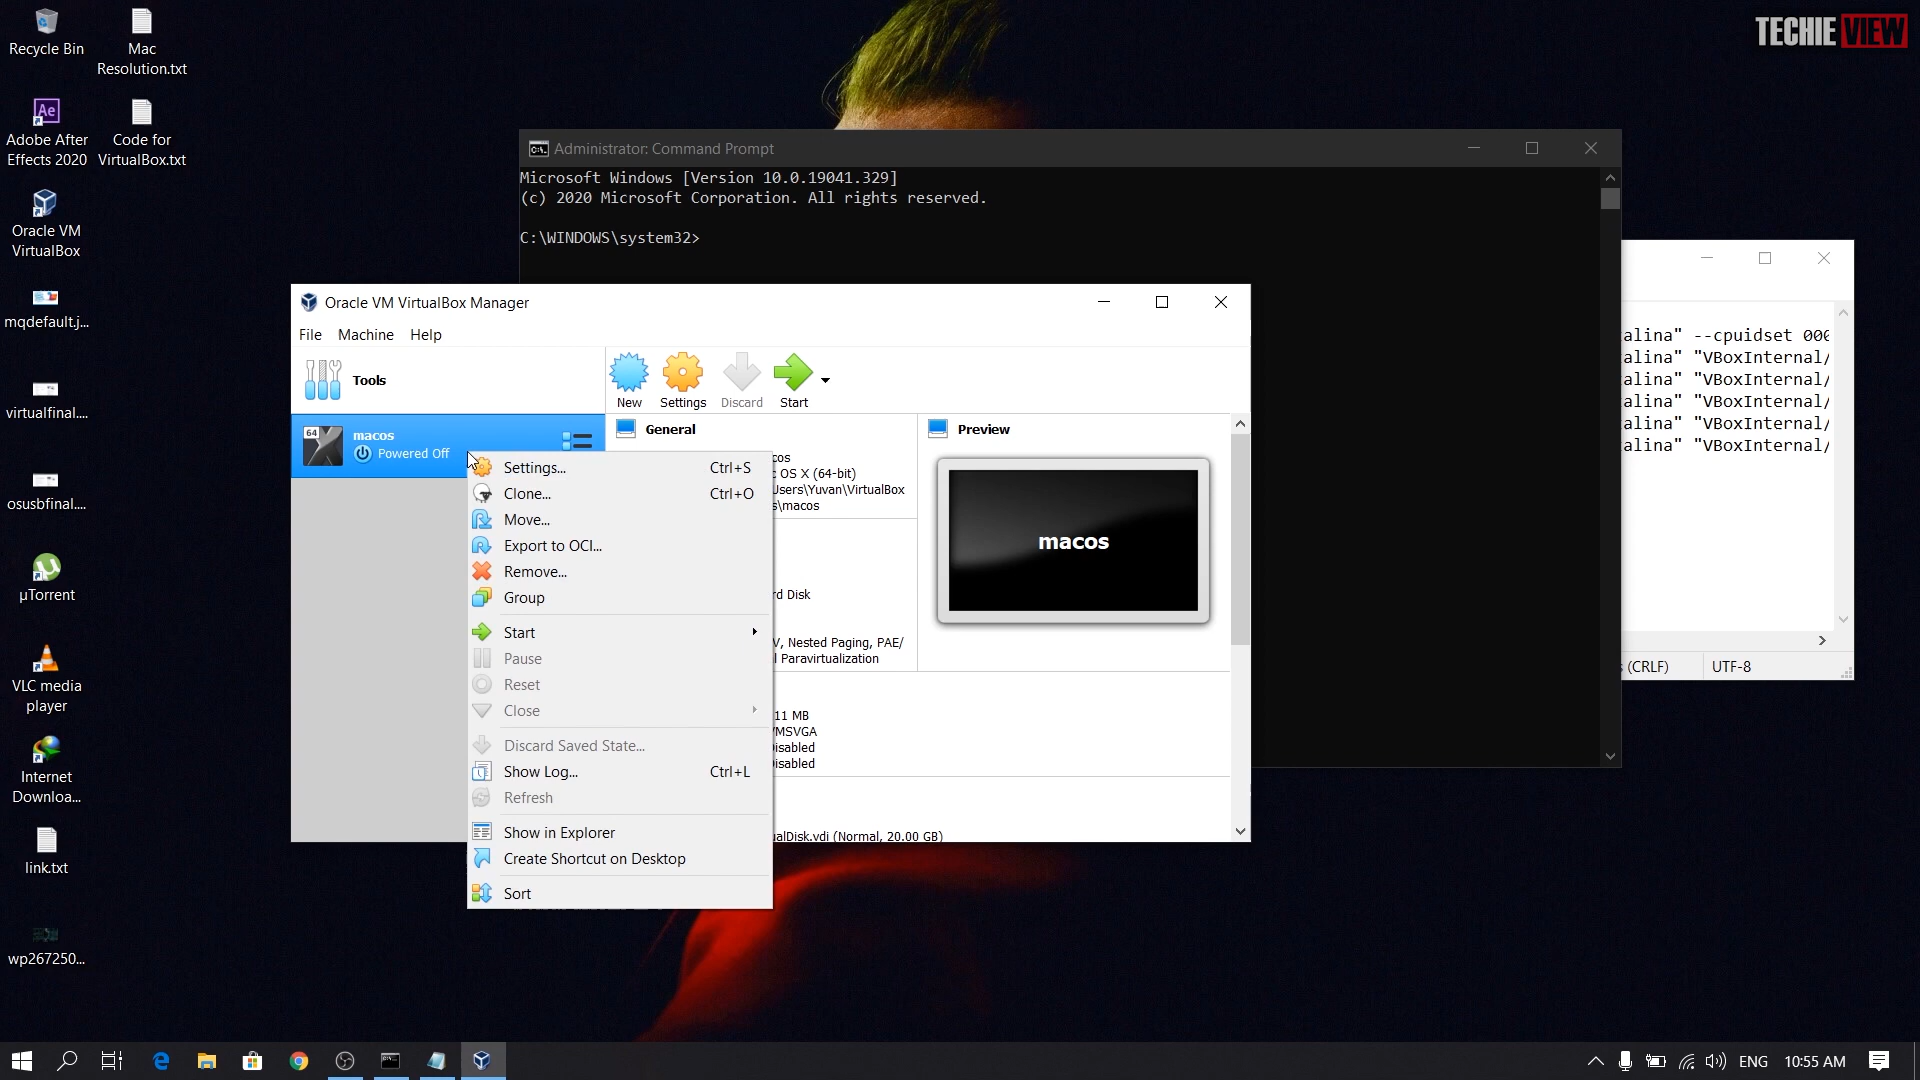 TECHIE VIEW
Recycle Bin
Mac
Resolution.txt
Ae
Adobe After
Effects 2020
Code for
VirtualBox.txt
Oracle VM
VirtualBox
mqdefault.j...
virtualfinal....
osusbfinal....
µTorrent
VLC media
player
Internet
Downloa...
link.txt
wp267250...
Administrator: Command Prompt
Microsoft Windows [Version 10.0.19041.329]
(c) 2020 Microsoft Corporation. All rights reserved.
C:\WINDOWS\system32>
alina" --cpuidset 000
alina" "VBoxInternal/
alina" "VBoxInternal/
alina" "VBoxInternal/
alina" "VBoxInternal/
alina" "VBoxInternal/
(CRLF)
UTF-8
Oracle VM VirtualBox Manager
File Machine Help
Tools
New
Settings
Discard
Start
64
macos
Powered Off
General
Preview
cos
OS X (64-bit)
Users\Yuvan\VirtualBox
s\macos
macos
rd Disk
V, Nested Paging, PAE/
l Paravirtualization
11 MB
MSVGA
isabled
isabled
ualDisk.vdi (Normal, 20.00 GB)
Settings... Ctrl+S
Clone... Ctrl+O
Move...
Export to OCI...
Remove...
Group
Start
Pause
Reset
Close
Discard Saved State...
Show Log... Ctrl+L
Refresh
Show in Explorer
Create Shortcut on Desktop
Sort
ENG
10:55 AM